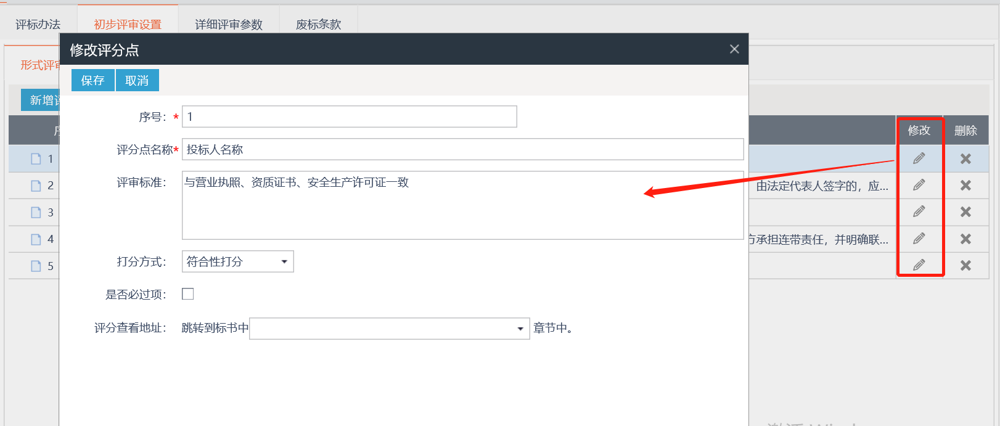 评标办法 初步评审设置 详细评审参数 废标条款
修改评分点
形式评审
保存 取消
新增
序号：* 1
修改 删除
评分点名称* 投标人名称
1
评审标准： 与营业执照、资质证书、安全生产许可证一致
2 由法定代表人签字的，应...
3
4 方承担连带责任，并明确联...
打分方式： 符合性打分
5
是否必过项：
评分查看地址： 跳转到标书中 章节中。